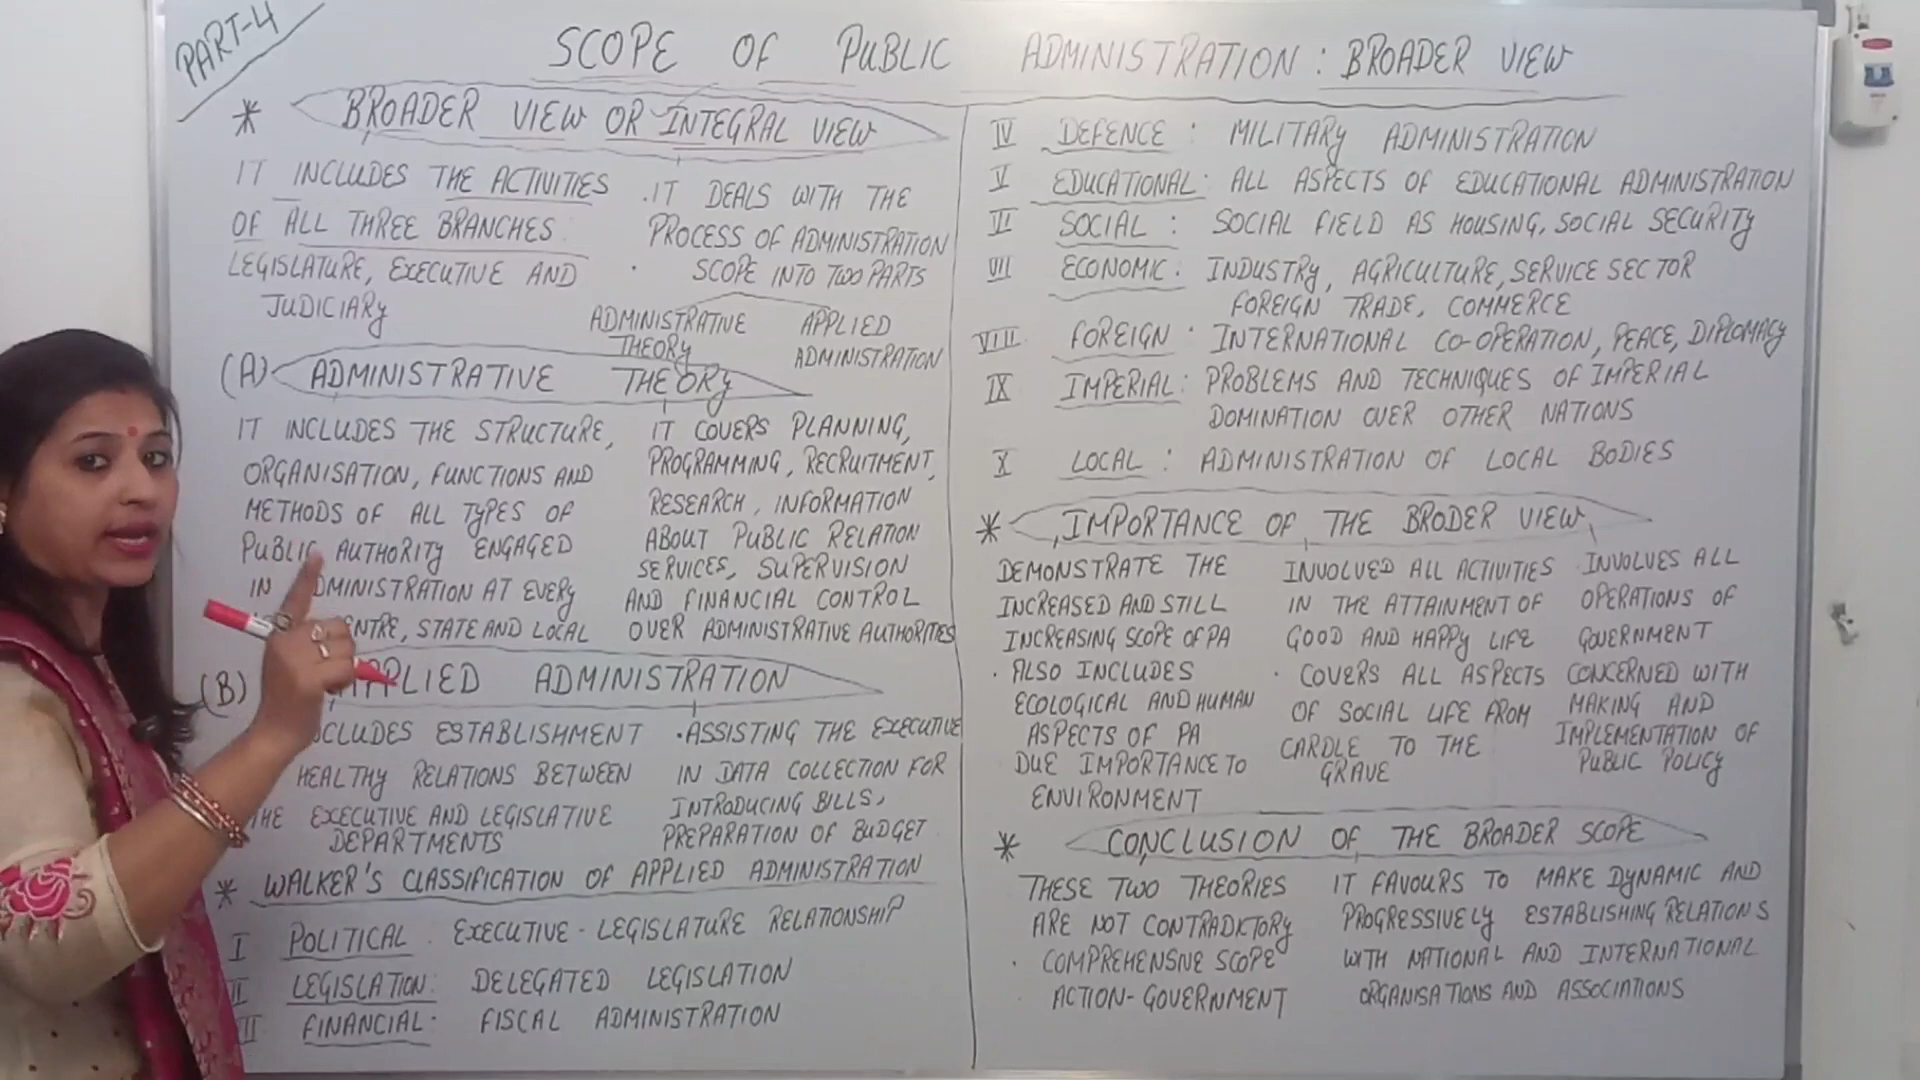 PART-4
SCOPE OF PUBLIC ADMINISTRATION : BROADER VIEW
* BROADER VIEW OR INTEGRAL VIEW
IT INCLUDES THE ACTIVITIES
OF ALL THREE BRANCHES:
LEGISLATURE, EXECUTIVE AND
JUDICIARY
. IT DEALS WITH THE
PROCESS OF ADMINISTRATION
. SCOPE INTO TWO PARTS
ADMINISTRATIVE
THEORY
APPLIED
ADMINISTRATION
(A) ADMINISTRATIVE THEORY
IT INCLUDES THE STRUCTURE,
ORGANISATION, FUNCTIONS AND
METHODS OF ALL TYPES OF
PUBLIC AUTHORITY ENGAGED
IN DMINISTRATION AT EVERY
ENTRE, STATE AND LOCAL
IT COVERS PLANNING,
PROGRAMMING, RECRUITMENT,
RESEARCH, INFORMATION
ABOUT PUBLIC RELATION
SERVICES, SUPERVISION
AND FINANCIAL CONTROL
OVER ADMINISTRATIVE AUTHORITIES
(B) APPLIED ADMINISTRATION
CLUDES ESTABLISHMENT
HEALTHY RELATIONS BETWEEN
HE EXECUTIVE AND LEGISLATIVE
DEPARTMENTS
. ASSISTING THE EXECUTIVE
IN DATA COLLECTION FOR
INTRODUCING BILLS,
PREPARATION OF BUDGET
* WALKER'S CLASSIFICATION OF APPLIED ADMINISTRATION
I POLITICAL . EXECUTIVE - LEGISLATURE RELATIONSHIP
II LEGISLATION: DELEGATED LEGISLATION
III FINANCIAL: FISCAL ADMINISTRATION
IV DEFENCE : MILITARY ADMINISTRATION
V EDUCATIONAL: ALL ASPECTS OF EDUCATIONAL ADMINISTRATION
VI SOCIAL : SOCIAL FIELD AS HOUSING, SOCIAL SECURITY
VII ECONOMIC: INDUSTRY, AGRICULTURE, SERVICE SECTOR
FOREIGN TRADE, COMMERCE
VIII FOREIGN : INTERNATIONAL CO-OPERATION, PEACE, DIPLOMACY
IX IMPERIAL: PROBLEMS AND TECHNIQUES OF IMPERIAL
DOMINATION OVER OTHER NATIONS
X LOCAL : ADMINISTRATION OF LOCAL BODIES
* IMPORTANCE OF THE BRODER VIEW
DEMONSTRATE THE
INCREASED AND STILL
INCREASING SCOPE OF PA
. ALSO INCLUDES
ECOLOGICAL AND HUMAN
ASPECTS OF PA
DUE IMPORTANCE TO
ENVIRONMENT
INVOLVED ALL ACTIVITIES
IN THE ATTAINMENT OF
GOOD AND HAPPY LIFE
. COVERS ALL ASPECTS
OF SOCIAL LIFE FROM
CARDLE TO THE
GRAVE
INVOLVES ALL
OPERATIONS OF
GOVERNMENT
CONCERNED WITH
MAKING AND
IMPLEMENTATION OF
PUBLIC POLICY
* CONCLUSION OF THE BROADER SCOPE
THESE TWO THEORIES
ARE NOT CONTRADICTORY
. COMPREHENSIVE SCOPE
ACTION-GOVERNMENT
IT FAVOURS TO MAKE DYNAMIC AND
PROGRESSIVELY ESTABLISHING RELATIONS
WITH NATIONAL AND INTERNATIONAL
ORGANISATIONS AND ASSOCIATIONS